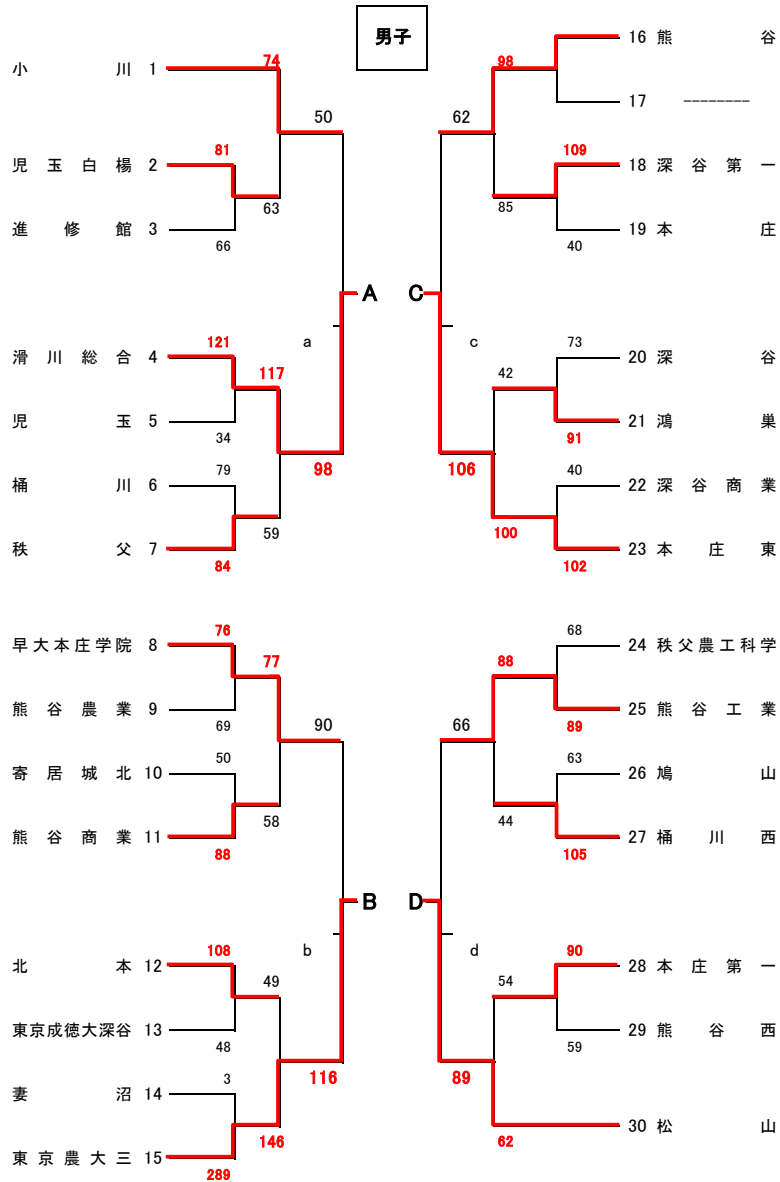 男子
小川 1
74
50
児玉白楊 2
81
63
進修館 3
66
A
a
滑川総合 4
121
117
児玉 5
34
98
桶川 6
79
59
秩父 7
84
早大本庄学院 8
76
77
熊谷農業 9
69
90
寄居城北 10
50
58
熊谷商業 11
88
B
b
北本 12
108
49
東京成徳大深谷 13
48
116
妻沼 14
3
146
東京農大三 15
289
16 熊谷
98
17 --------
62
109
18 深谷第一
85
19 本庄
40
C
c
73
20 深谷
42
21 鴻巣
91
106
40
22 深谷商業
100
23 本庄東
102
68
24 秩父農工科学
88
25 熊谷工業
89
66
63
26 鳩山
44
27 桶川西
105
D
d
90
28 本庄第一
54
29 熊谷西
59
89
30 松山
62